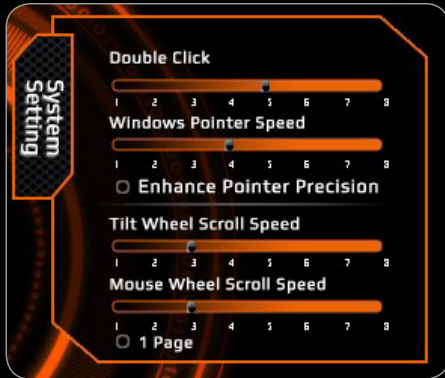 System
Setting
Double Click
1 2 3 4 5 6 7 8
Windows Pointer Speed
1 2 3 4 5 6 7 8
Enhance Pointer Precision
Tilt Wheel Scroll Speed
1 2 3 4 5 6 7 8
Mouse Wheel Scroll Speed
1 2 3 4 5 6 7 8
1 Page